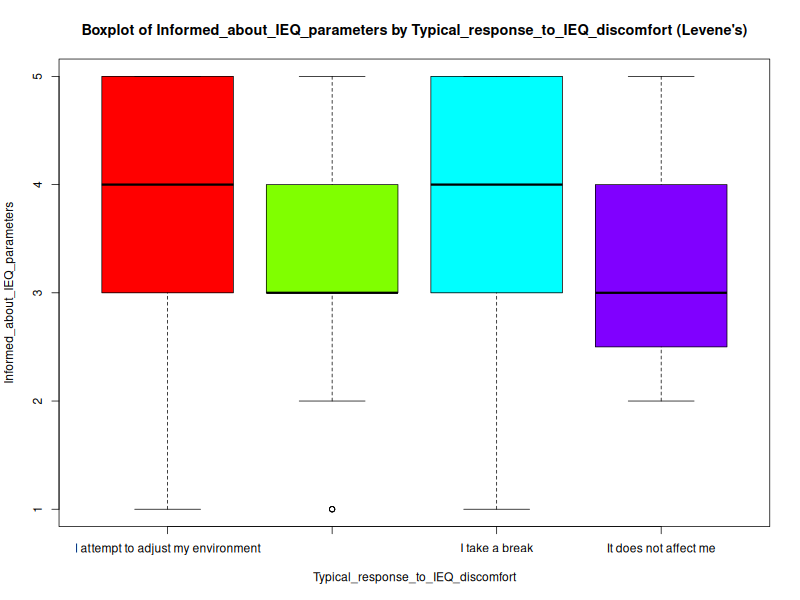 Boxplot of Informed_about_IEQ_parameters by Typical_response_to_IEQ_discomfort (Levene's)
Informed_about_IEQ_parameters
5
4
3
2
1
I attempt to adjust my environment
I take a break
It does not affect me
Typical_response_to_IEQ_discomfort